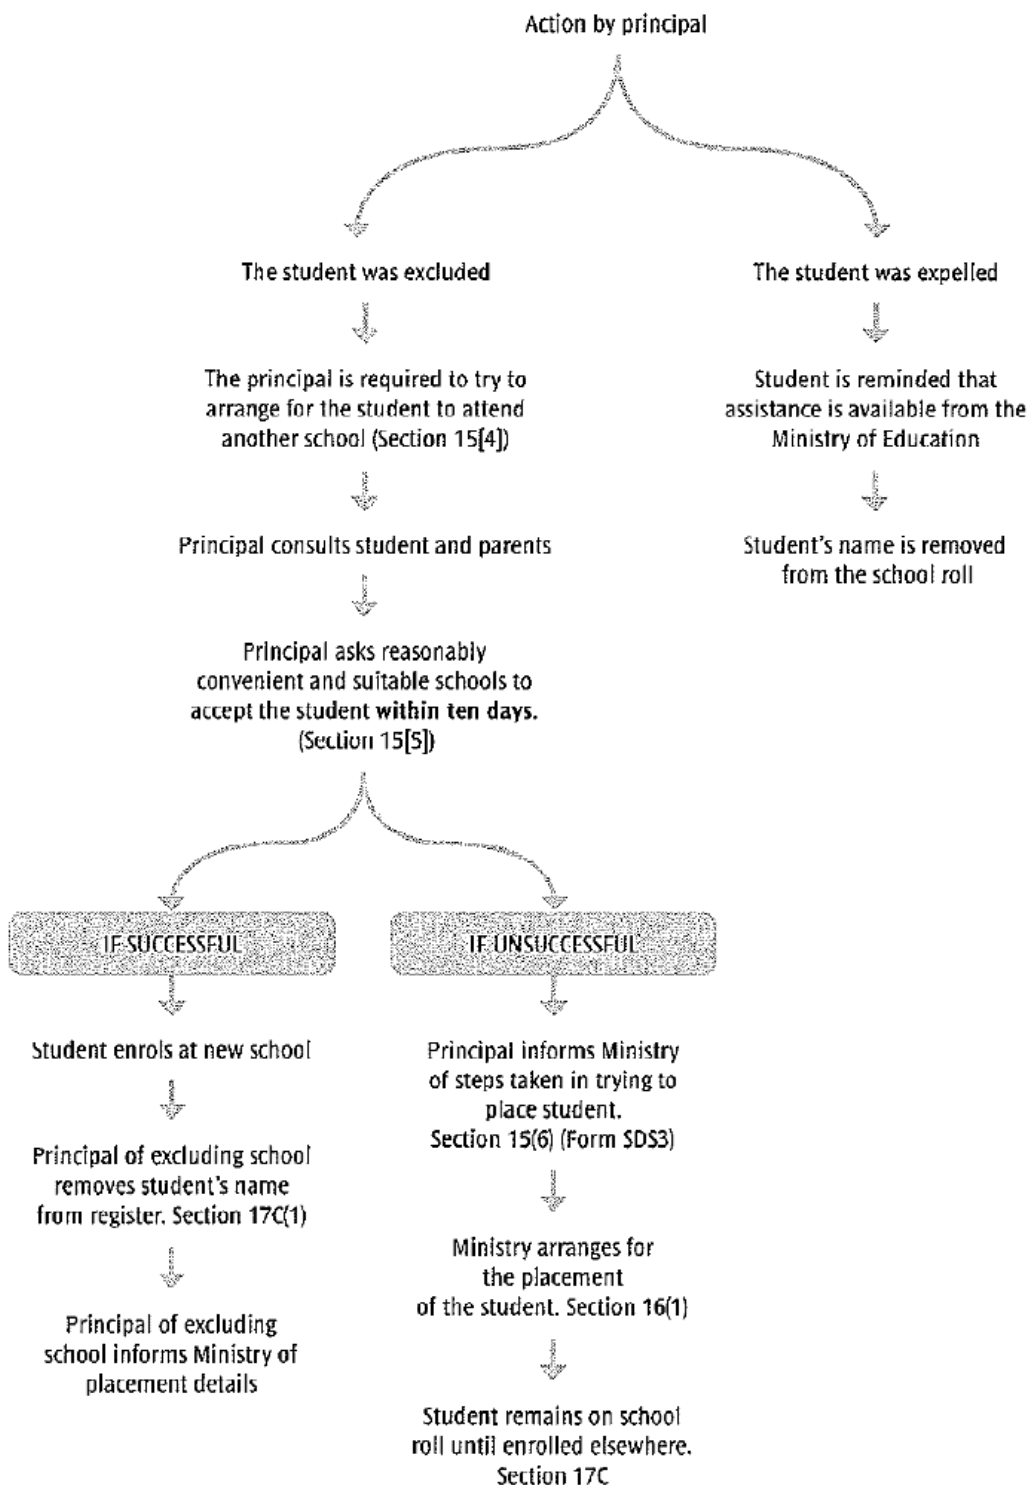 Action by principal
The student was excluded
The student was expelled
The principal is required to try to
arrange for the student to attend
another school (Section 15[4])
Student is reminded that
assistance is available from the
Ministry of Education
Principal consults student and parents
Student's name is removed
from the school roll
Principal asks reasonably
convenient and suitable schools to
accept the student within ten days.
(Section 15[5])
IF SUCCESSFUL
IF UNSUCCESSFUL
Student enrols at new school
Principal of excluding school
removes student's name
from register. Section 17C(1)
Principal of excluding
school informs Ministry of
placement details
Principal informs Ministry
of steps taken in trying to
place student.
Section 15(6) (Form SDS3)
Ministry arranges for
the placement
of the student. Section 16(1)
Student remains on school
roll until enrolled elsewhere.
Section 17C